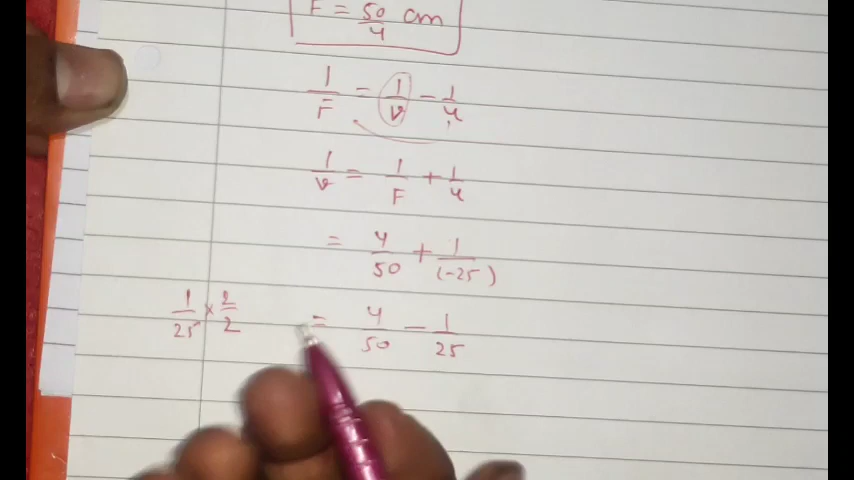 F = 50/4 cm
1/F = 1/v - 1/u
1/v = 1/F + 1/u
= 4/50 + 1/(-25)
1/25 × 2/2
= 4/50 - 1/25